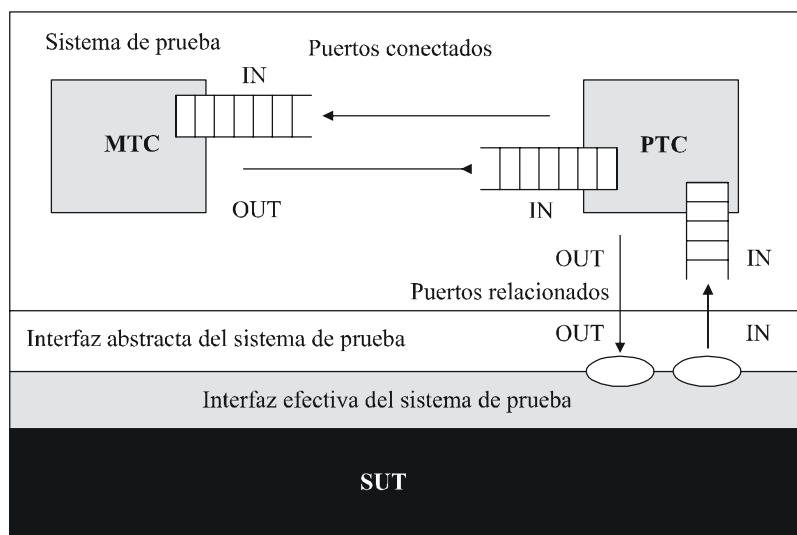 Sistema de prueba
Puertos conectados
IN
MTC
PTC
OUT
IN
OUT
IN
Puertos relacionados
Interfaz abstracta del sistema de prueba
OUT
IN
Interfaz efectiva del sistema de prueba
SUT